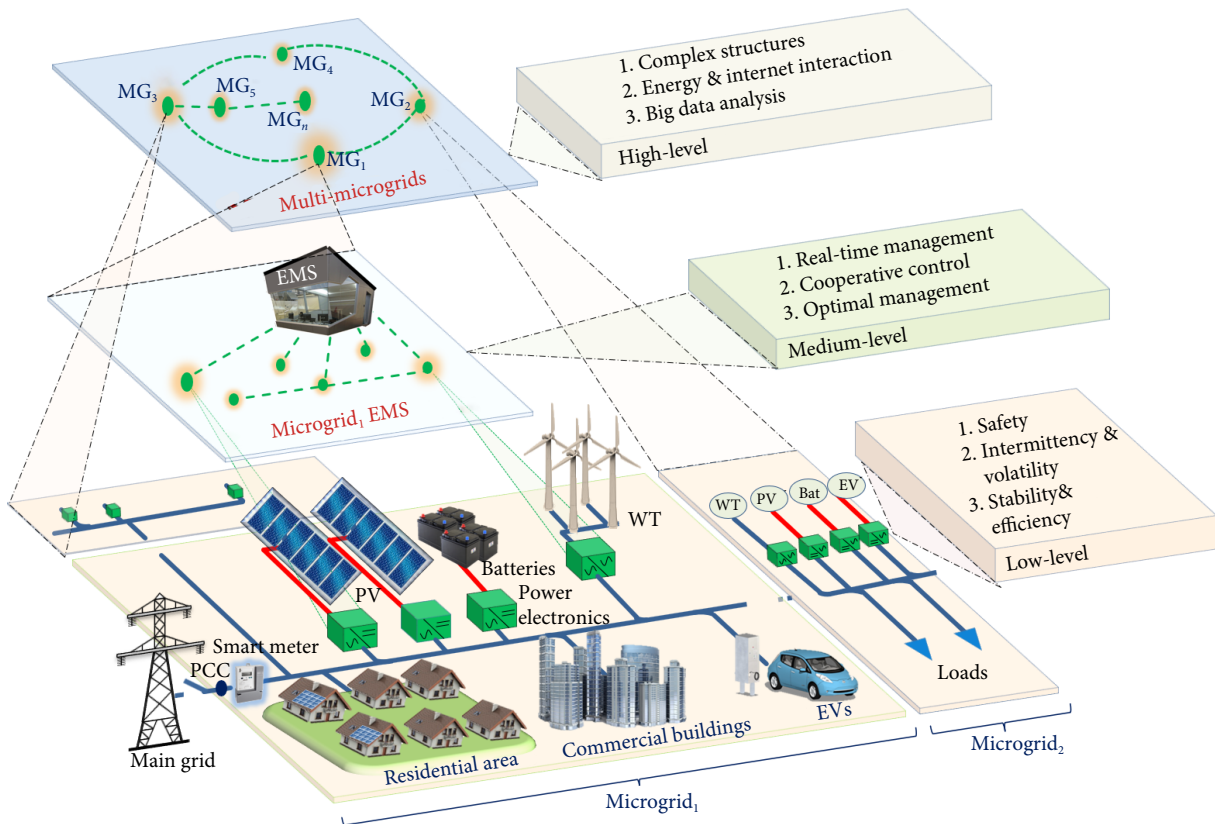 MG₄
MG₃
MG₅
MG₂
MGₙ
MG₁
Multi-microgrids
1. Complex structures
2. Energy & internet interaction
3. Big data analysis
High-level
EMS
Microgrid₁ EMS
1. Real-time management
2. Cooperative control
3. Optimal management
Medium-level
1. Safety
2. Intermittency &
volatility
3. Stability&
efficiency
Low-level
WT
PV
Bat
EV
WT
Batteries
Power
electronics
PV
Smart meter
PCC
Main grid
Residential area
Commercial buildings
EVs
Loads
Microgrid₁
Microgrid₂